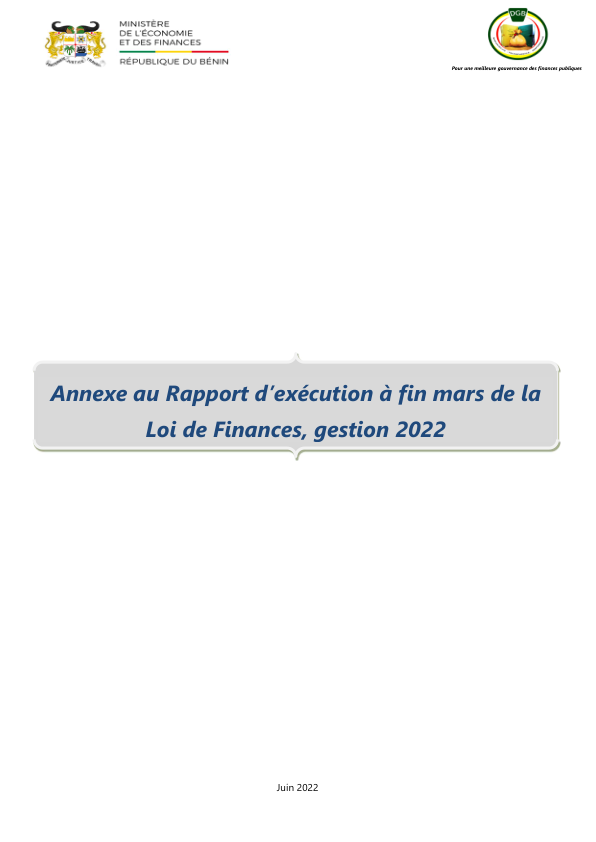 MINISTÈRE
DE L'ÉCONOMIE
ET DES FINANCES
RÉPUBLIQUE DU BÉNIN
DGB
Pour une meilleure gouvernance des finances publiques
Annexe au Rapport d'exécution à fin mars de la
Loi de Finances, gestion 2022
Juin 2022